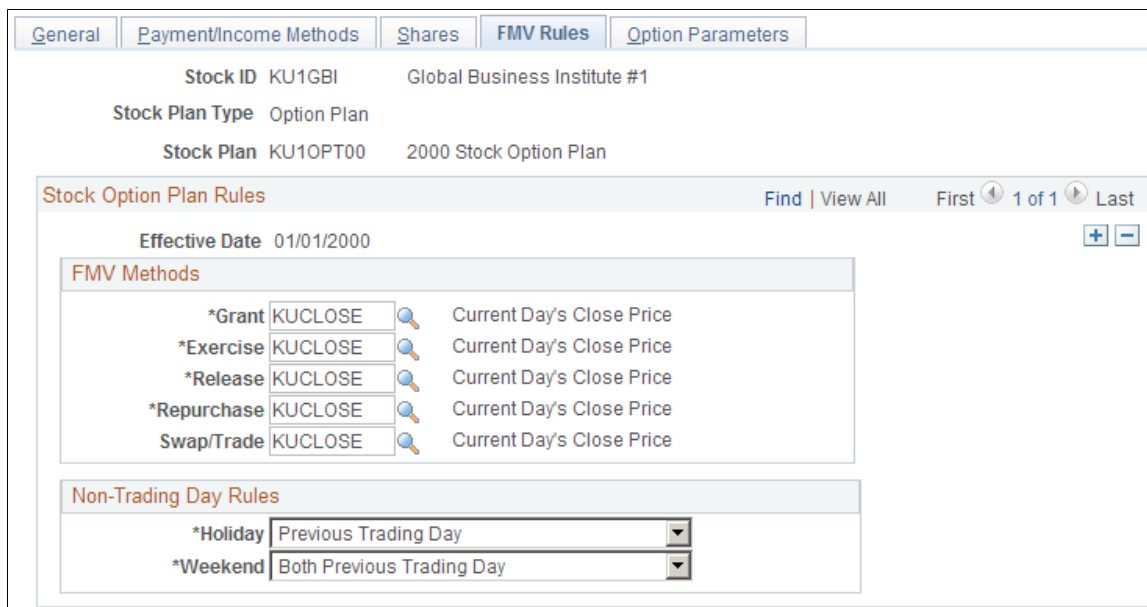 General Payment/Income Methods Shares FMV Rules Option Parameters
Stock ID KU1GBI Global Business Institute #1
Stock Plan Type Option Plan
Stock Plan KU1OPT00 2000 Stock Option Plan
Stock Option Plan Rules Find | View All First 1 of 1 Last
Effective Date 01/01/2000
FMV Methods
*Grant KUCLOSE Current Day's Close Price
*Exercise KUCLOSE Current Day's Close Price
*Release KUCLOSE Current Day's Close Price
*Repurchase KUCLOSE Current Day's Close Price
Swap/Trade KUCLOSE Current Day's Close Price
Non-Trading Day Rules
*Holiday Previous Trading Day
*Weekend Both Previous Trading Day